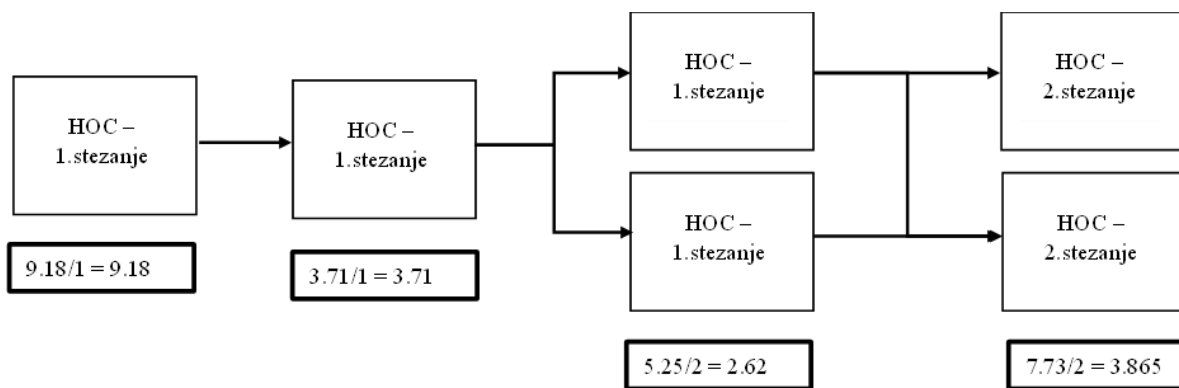 HOC –
1.stezanje
9.18/1 = 9.18
HOC –
1.stezanje
3.71/1 = 3.71
HOC –
1.stezanje
HOC –
1.stezanje
5.25/2 = 2.62
HOC –
2.stezanje
HOC –
2.stezanje
7.73/2 = 3.865